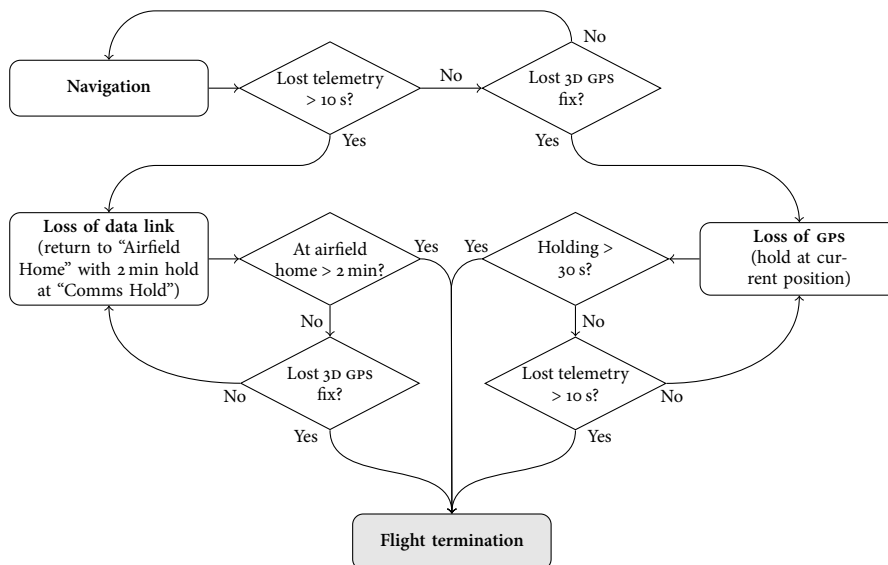 No
Navigation
Lost telemetry
> 10 s?
No
Lost 3D GPS
fix?
Yes
Yes
Loss of data link
(return to “Airfield
Home” with 2 min hold
at “Comms Hold”)
At airfield
home > 2 min?
Yes
Yes
Holding >
30 s?
Loss of GPS
(hold at cur-
rent position)
No
No
Lost 3D GPS
fix?
No
Yes
Lost telemetry
> 10 s?
No
Yes
Flight termination